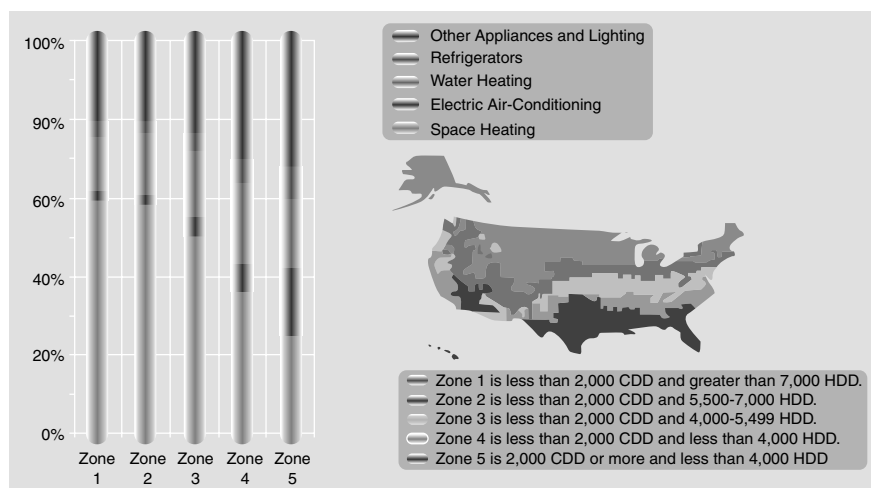 100%
90%
60%
40%
20%
0%
Zone 1
Zone 2
Zone 3
Zone 4
Zone 5
Other Appliances and Lighting
Refrigerators
Water Heating
Electric Air-Conditioning
Space Heating
Zone 1 is less than 2,000 CDD and greater than 7,000 HDD.
Zone 2 is less than 2,000 CDD and 5,500-7,000 HDD.
Zone 3 is less than 2,000 CDD and 4,000-5,499 HDD.
Zone 4 is less than 2,000 CDD and less than 4,000 HDD.
Zone 5 is 2,000 CDD or more and less than 4,000 HDD